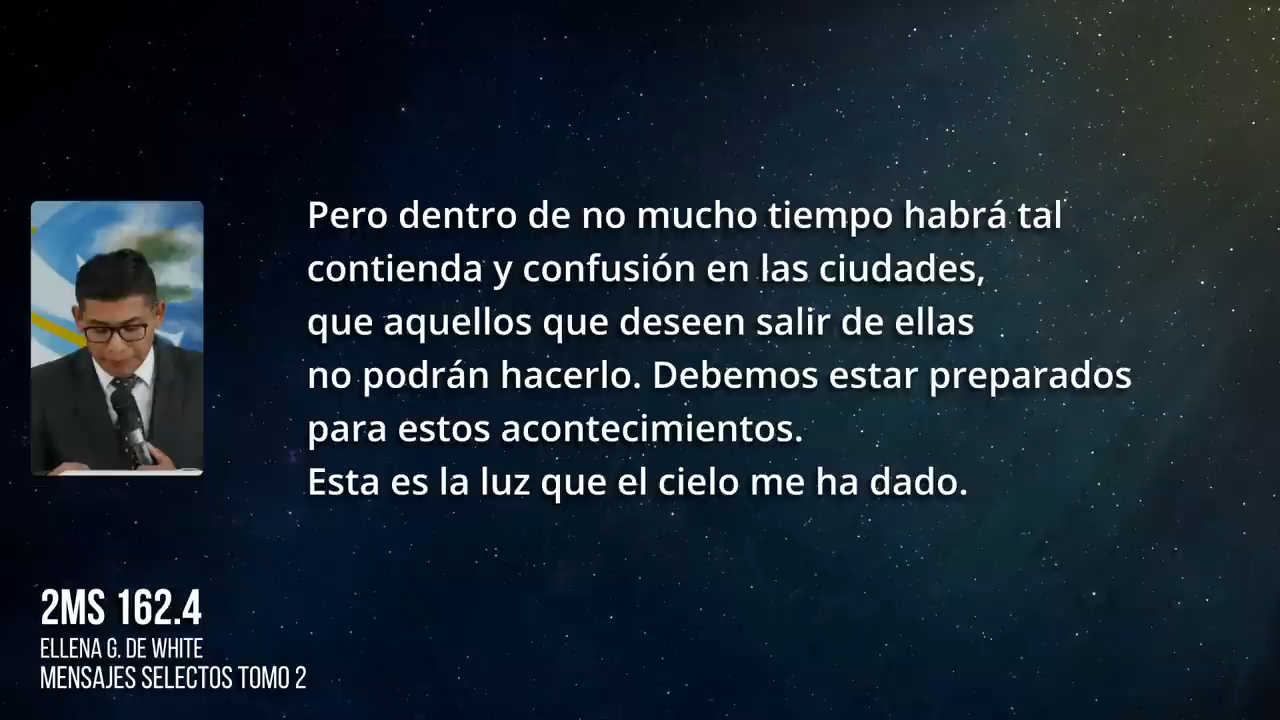 Pero dentro de no mucho tiempo habrá tal
contienda y confusión en las ciudades,
que aquellos que deseen salir de ellas
no podrán hacerlo. Debemos estar preparados
para estos acontecimientos.
Esta es la luz que el cielo me ha dado.
2MS 162.4
ELLENA G. DE WHITE
MENSAJES SELECTOS TOMO 2